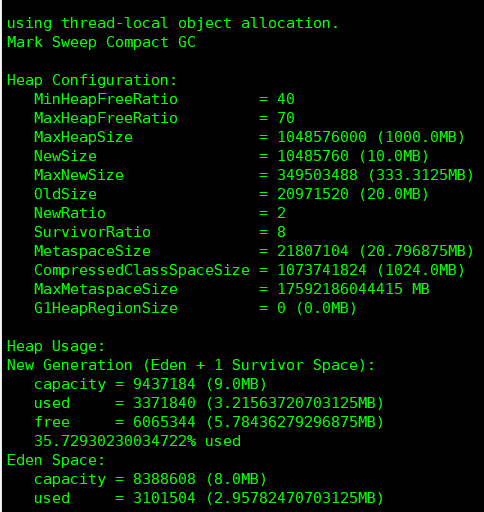 using thread-local object allocation.
Mark Sweep Compact GC
Heap Configuration:
MinHeapFreeRatio = 40
MaxHeapFreeRatio = 70
MaxHeapSize = 1048576000 (1000.0MB)
NewSize = 10485760 (10.0MB)
MaxNewSize = 349503488 (333.3125MB)
OldSize = 20971520 (20.0MB)
NewRatio = 2
SurvivorRatio = 8
MetaspaceSize = 21807104 (20.796875MB)
CompressedClassSpaceSize = 1073741824 (1024.0MB)
MaxMetaspaceSize = 17592186044415 MB
G1HeapRegionSize = 0 (0.0MB)
Heap Usage:
New Generation (Eden + 1 Survivor Space):
capacity = 9437184 (9.0MB)
used = 3371840 (3.21563720703125MB)
free = 6065344 (5.78436279296875MB)
35.72930230034722% used
Eden Space:
capacity = 8388608 (8.0MB)
used = 3101504 (2.95782470703125MB)